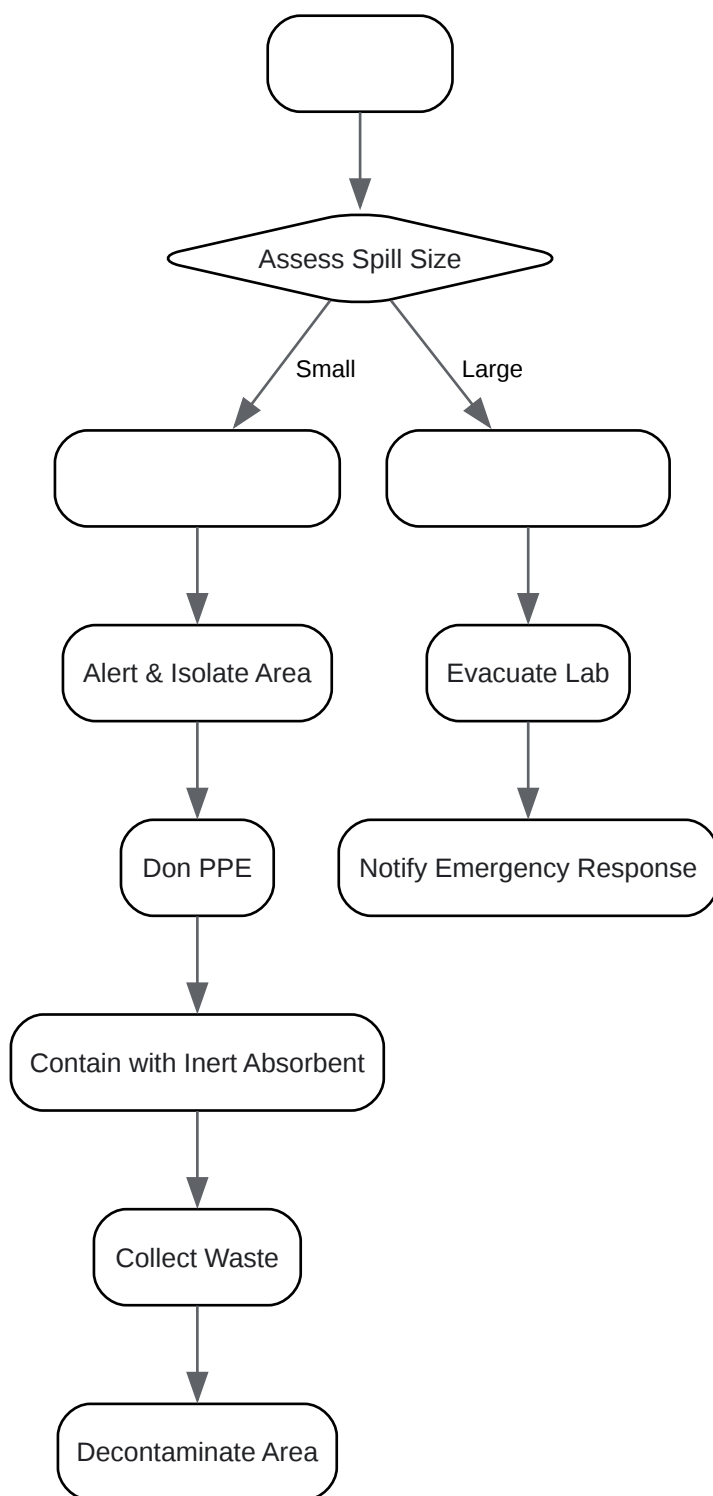 Assess Spill Size
Small
Large
Alert & Isolate Area
Evacuate Lab
Don PPE
Notify Emergency Response
Contain with Inert Absorbent
Collect Waste
Decontaminate Area